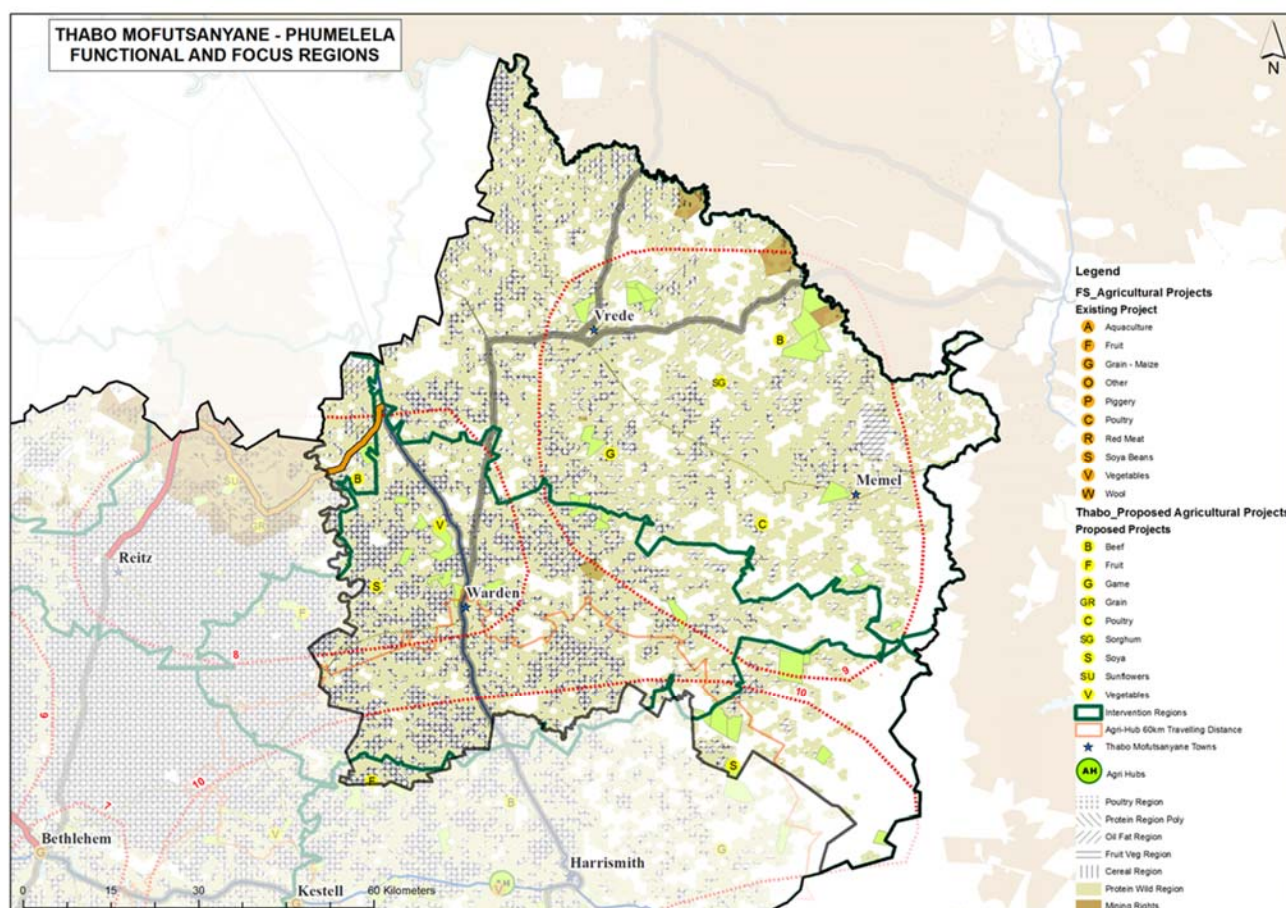 THABO MOFUTSANYANE - PHUMELELA
FUNCTIONAL AND FOCUS REGIONS
N
Vrede
B
SG
G
Memel
B
V
C
Reitz
SU
GR
S
Warden
F
8
9
10
6
10
S
F
B
7
V
G
Bethlehem
G
Harrismith
AH
V
Kestell
G
0 15 30 60 Kilometers
Legend
FS_Agricultural Projects
Existing Project
A Aquaculture
F Fruit
G Grain - Maize
O Other
P Piggery
C Poultry
R Red Meat
S Soya Beans
V Vegetables
W Wool
Thabo_Proposed Agricultural Projects
Proposed Projects
B Beef
F Fruit
G Game
GR Grain
C Poultry
SG Sorghum
S Soya
SU Sunflowers
V Vegetables
Intervention Regions
Agri-Hub 60km Travelling Distance
Thabo Mofutsanyane Towns
AH Agri Hubs
Poultry Region
Protein Region Poly
Oil Fat Region
Fruit Veg Region
Cereal Region
Protein Wild Region
Mining Rights